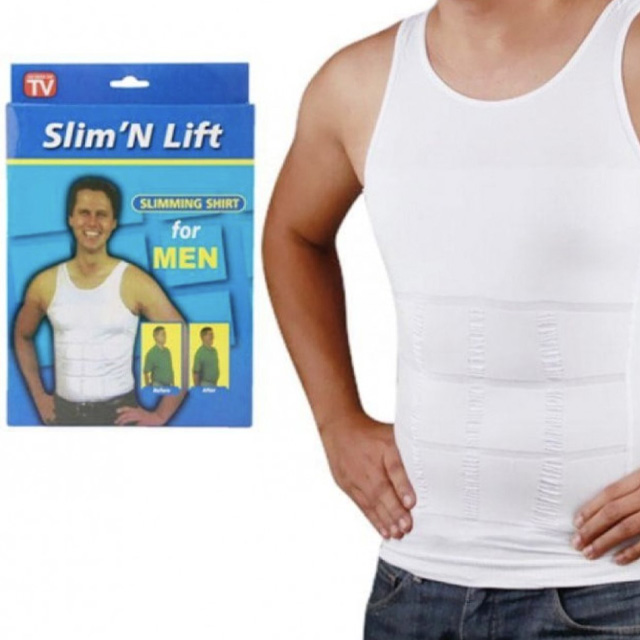 AS SEEN ON
TV
Slim'N Lift
SLIMMING SHIRT
for
MEN
Before
After